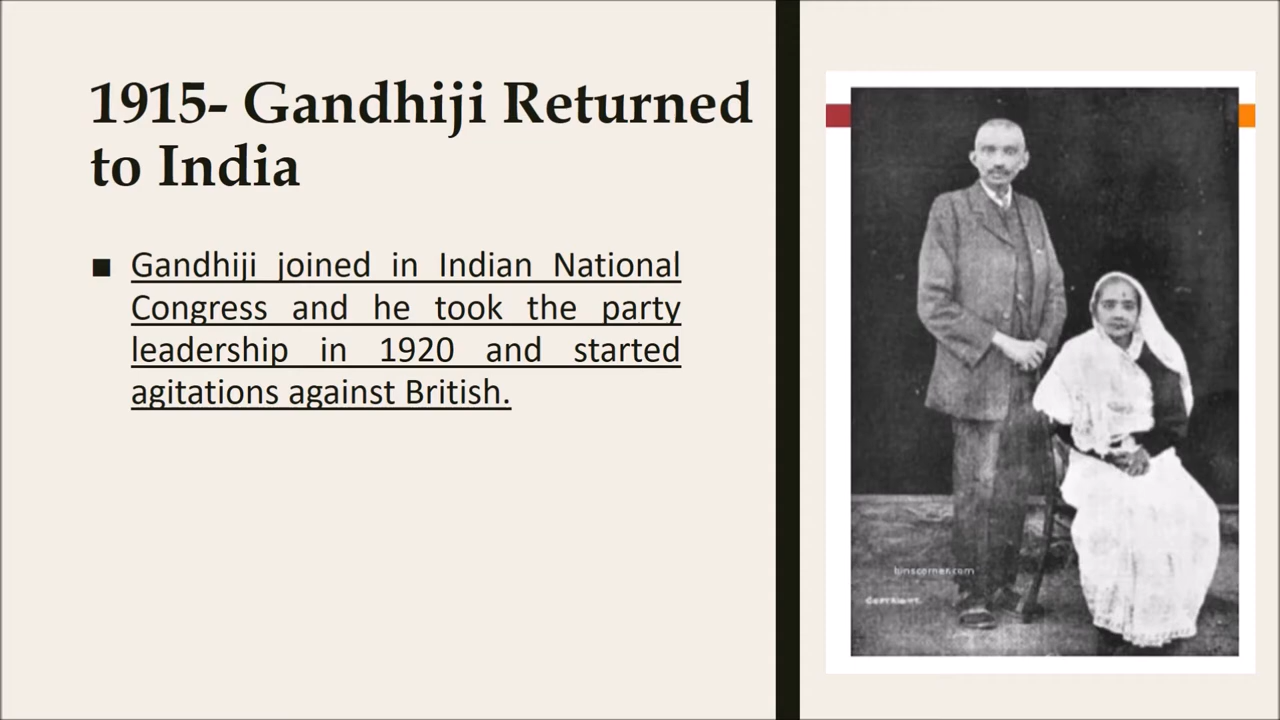 1915- Gandhiji Returned
to India
■ Gandhiji joined in Indian National
Congress and he took the party
leadership in 1920 and started
agitations against British.